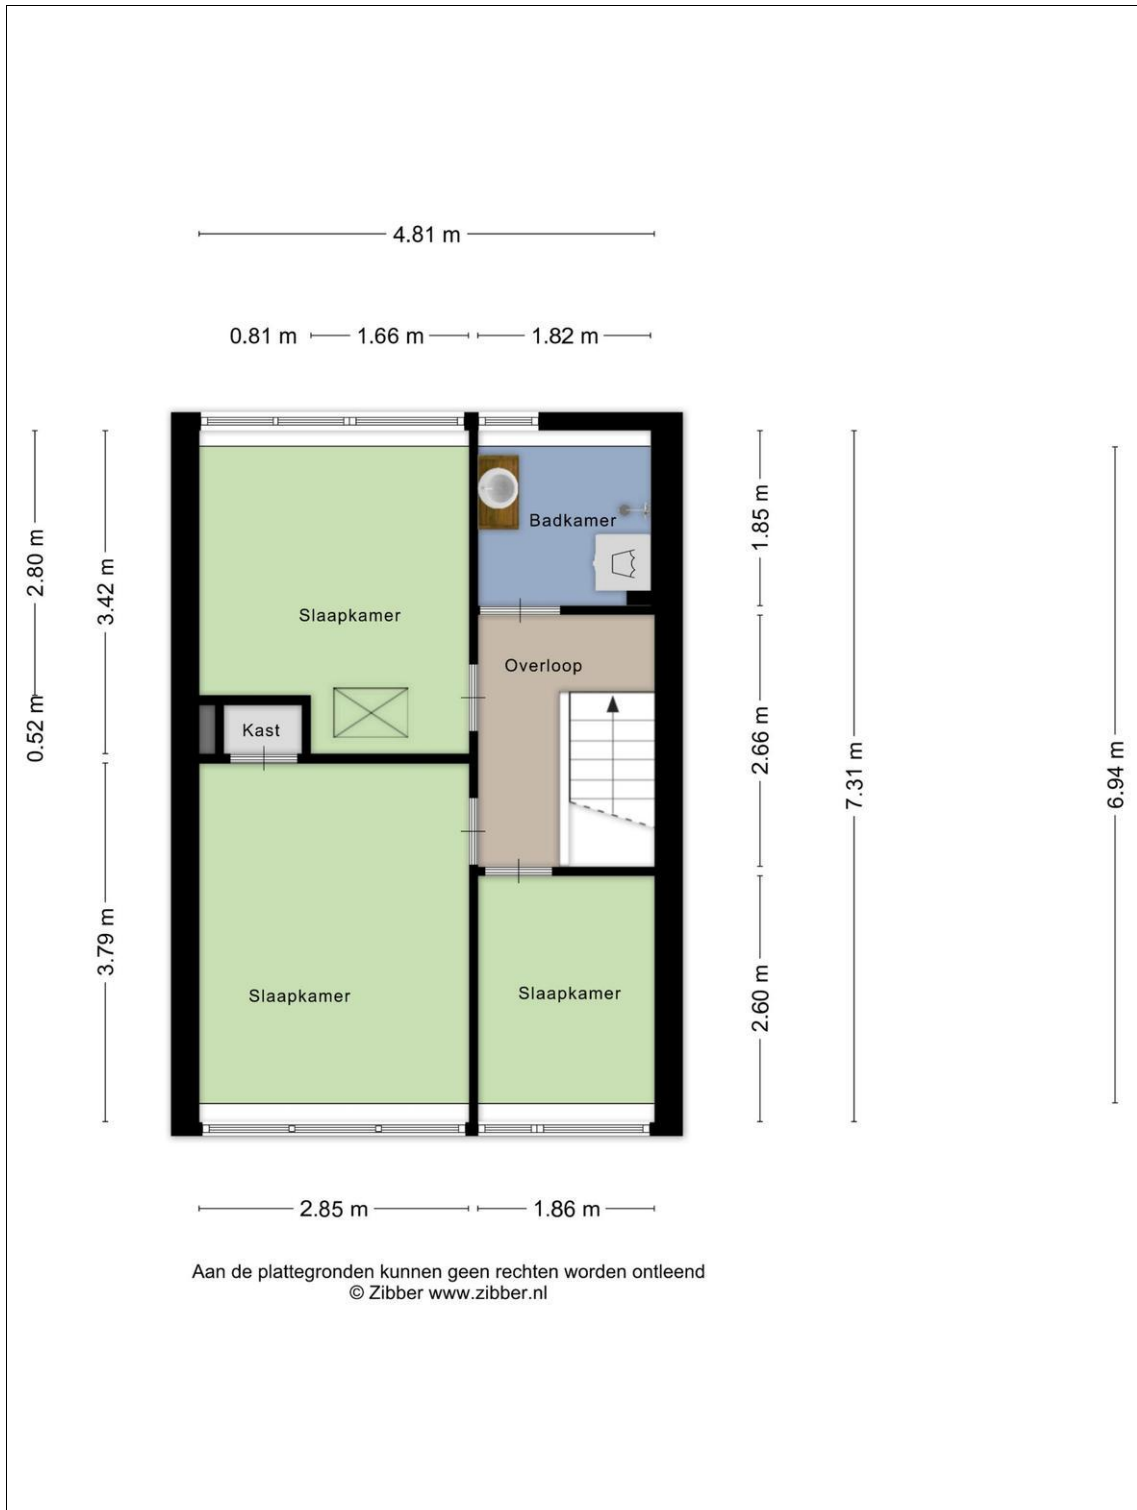 4.81 m
0.81 m
1.66 m
1.82 m
2.80 m
3.42 m
0.52 m
3.79 m
Slaapkamer
Badkamer
Overloop
Kast
Slaapkamer
Slaapkamer
1.85 m
2.66 m
2.60 m
7.31 m
6.94 m
2.85 m
1.86 m
Aan de plattegronden kunnen geen rechten worden ontleend
© Zibber www.zibber.nl